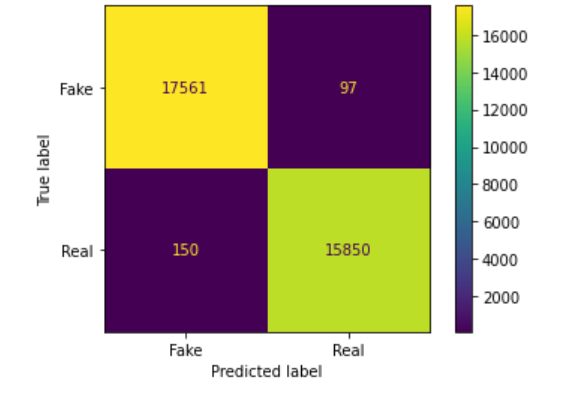 Fake
17561
97
Real
150
15850
Fake
Real
Predicted label
True label
16000
14000
12000
10000
8000
6000
4000
2000